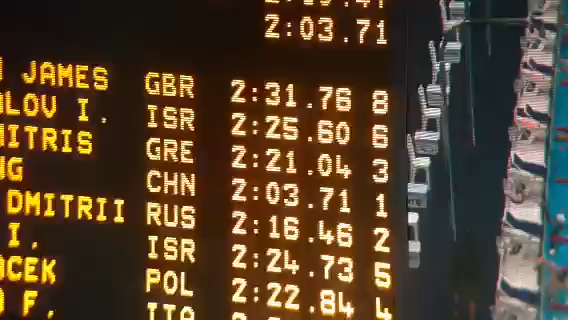 2:03.71
JAMES GBR 2:31.76 8
LOV I. ISR 2:25.60 6
ITRIS GRE 2:21.04 3
NG CHN 2:03.71 1
DMITRII RUS 2:16.46 2
I. ISR 2:24.73 5
CEK POL 2:22.84 4
F. ITA